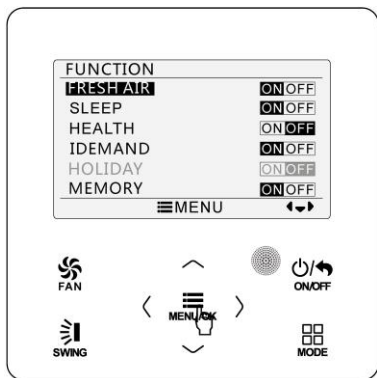 FUNCTION
FRESH AIR ON OFF
SLEEP ON OFF
HEALTH ON OFF
IDEMAND ON OFF
HOLIDAY ON OFF
MEMORY ON OFF
MENU
FAN
MENU/OK
ON/OFF
SWING
MODE